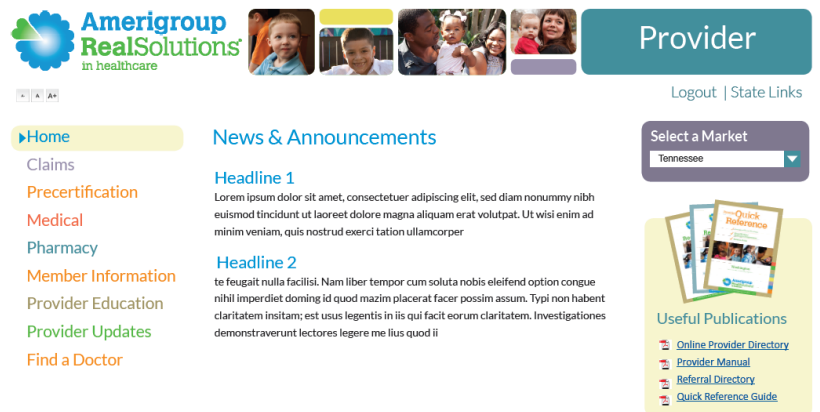 Amerigroup
RealSolutions®
in healthcare
Provider
A A A+
Logout | State Links
Home
Claims
Precertification
Medical
Pharmacy
Member Information
Provider Education
Provider Updates
Find a Doctor
News & Announcements
Headline 1
Lorem ipsum dolor sit amet, consectetuer adipiscing elit, sed diam nonummy nibh
euismod tincidunt ut laoreet dolore magna aliquam erat volutpat. Ut wisi enim ad
minim veniam, quis nostrud exerci tation ullamcorper
Headline 2
te feugait nulla facilisi. Nam liber tempor cum soluta nobis eleifend option congue
nihil imperdiet doming id quod mazim placerat facer possim assum. Typi non habent
claritatem insitam; est usus legentis in iis qui facit eorum claritatem. Investigationes
demonstraverunt lectores legere me lius quod ii
Select a Market
Tennessee
Quick
Reference
Amerigroup
RealSolutions
Useful Publications
Online Provider Directory
Provider Manual
Referral Directory
Quick Reference Guide